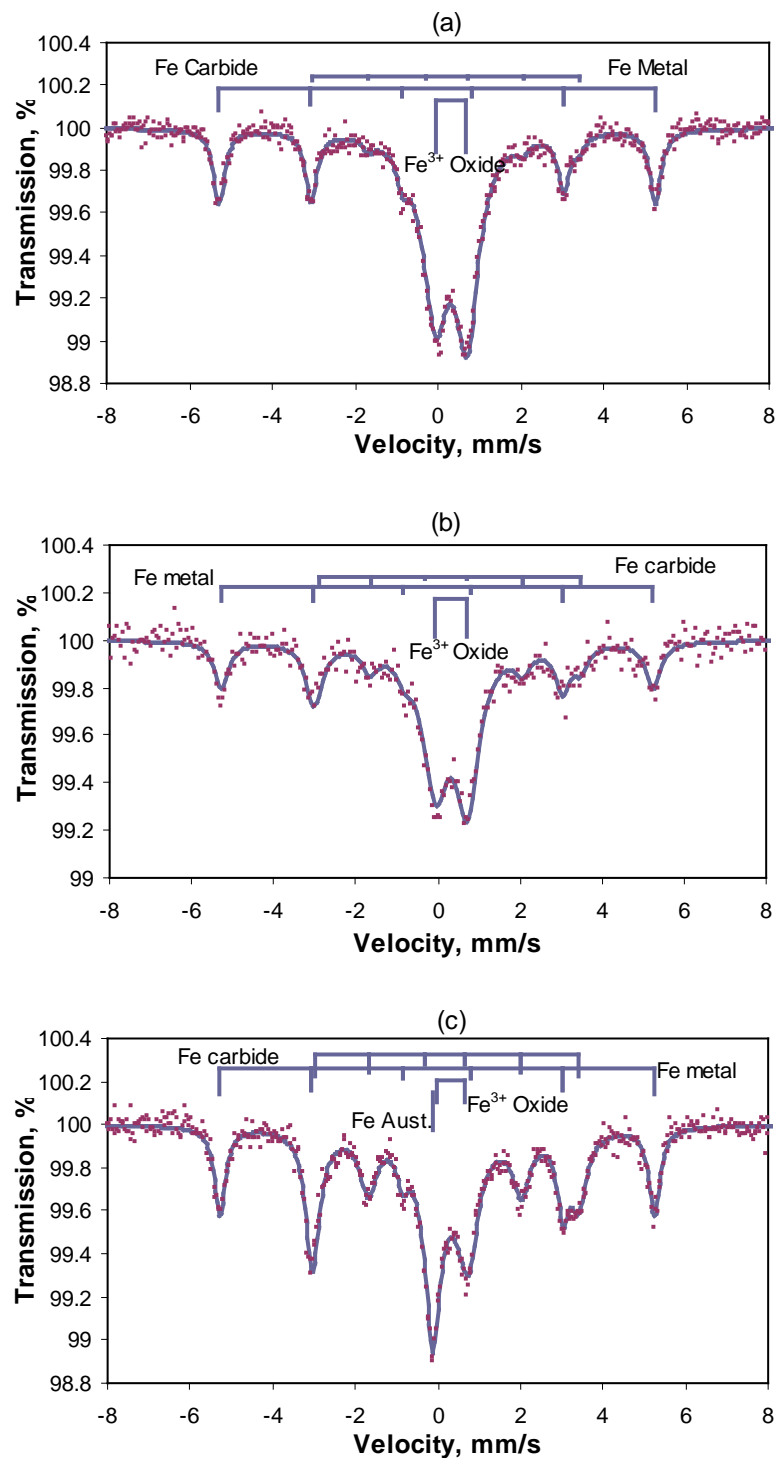 (a)
100.4
100.2
100
99.8
99.6
99.4
99.2
99
98.8
Transmission, %
Fe Carbide
Fe Metal
Fe³⁺ Oxide
-8 -6 -4 -2 0 2 4 6 8
Velocity, mm/s
(b)
100.4
100.2
100
99.8
99.6
99.4
99.2
99
Transmission, %
Fe metal
Fe carbide
Fe³⁺ Oxide
-8 -6 -4 -2 0 2 4 6 8
Velocity, mm/s
(c)
100.4
100.2
100
99.8
99.6
99.4
99.2
99
98.8
Transmission, %
Fe carbide
Fe metal
Fe Aust.
Fe³⁺ Oxide
-8 -6 -4 -2 0 2 4 6 8
Velocity, mm/s